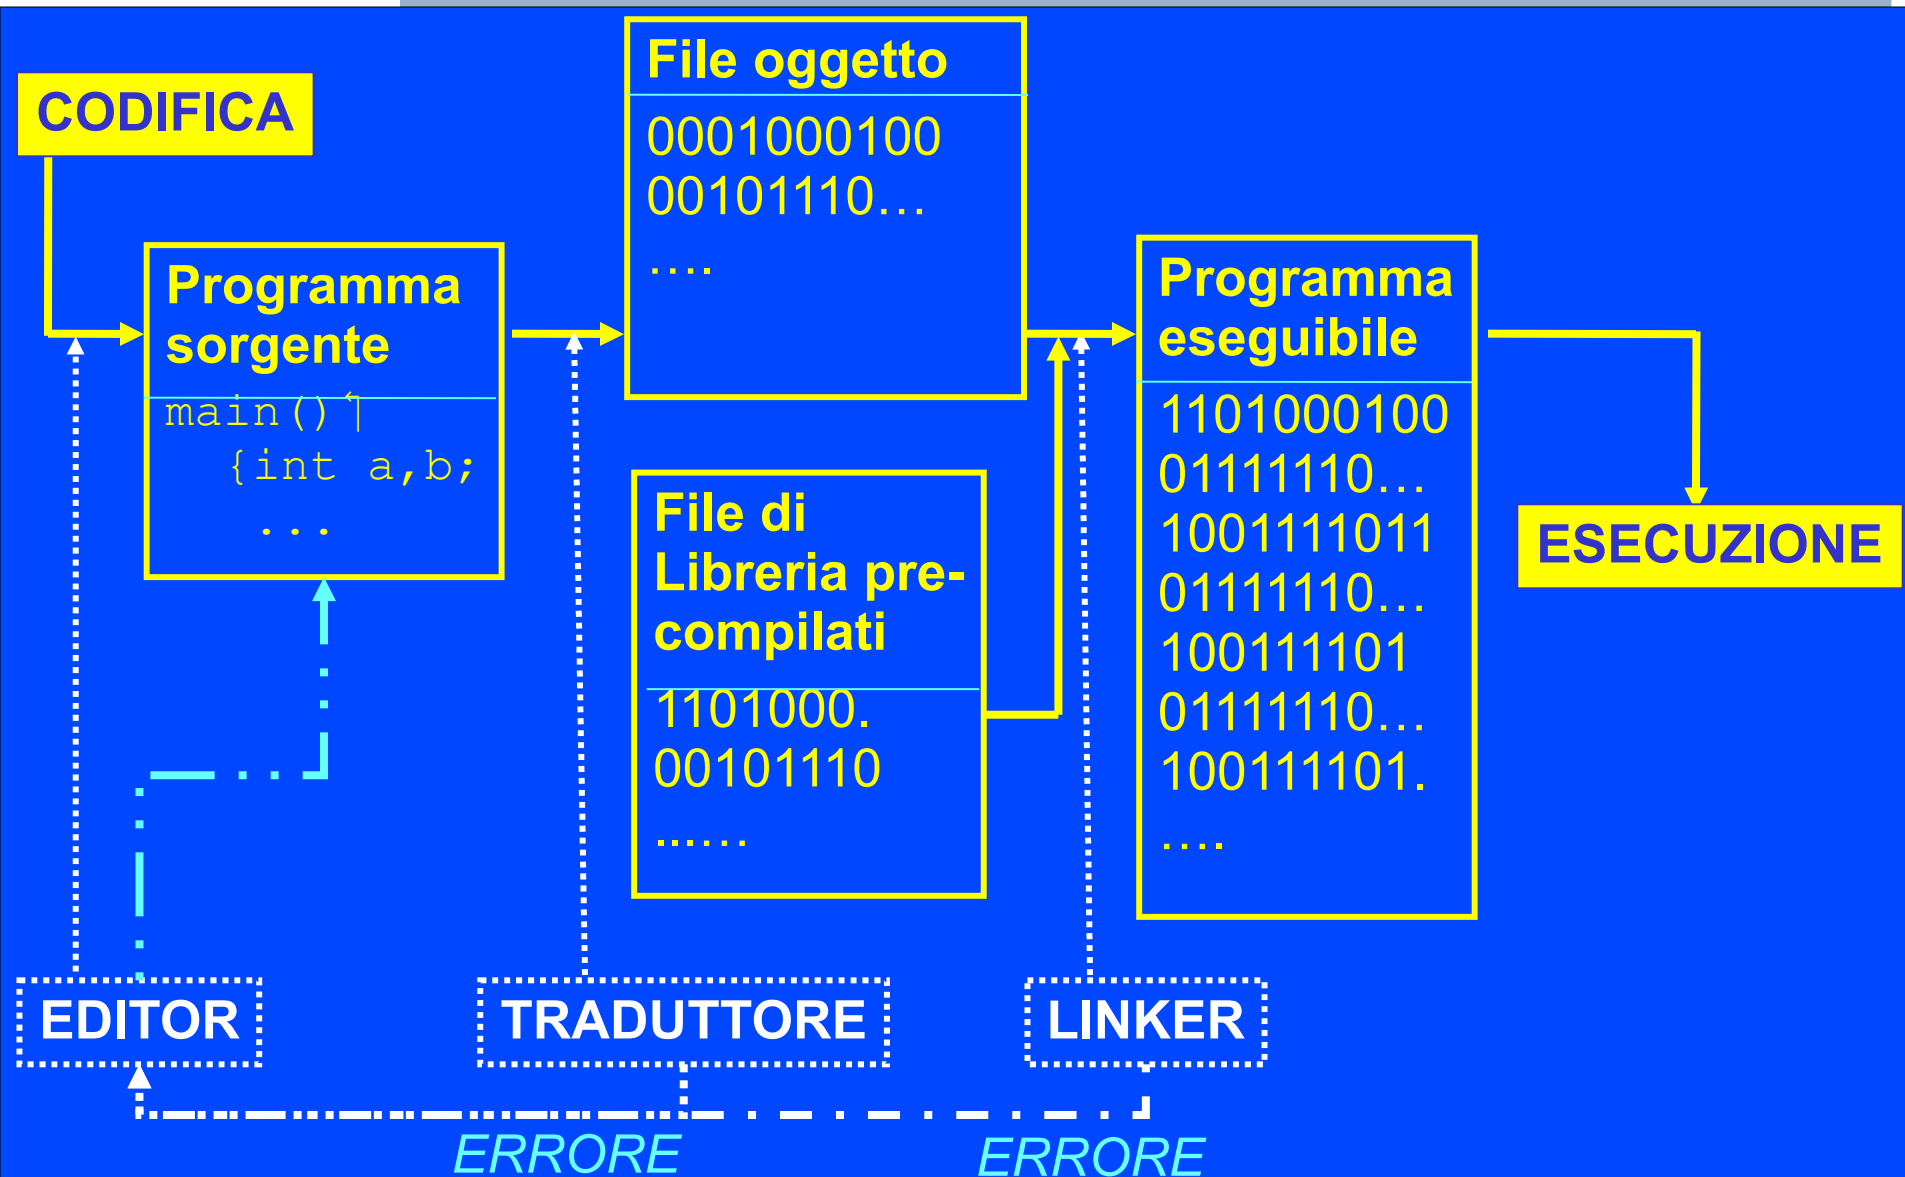 CODIFICA
Programma
sorgente
main()↰
{int a,b;
...
File oggetto
0001000100
00101110…
….
File di
Libreria pre-
compilati
1101000.
00101110
...…
Programma
eseguibile
1101000100
01111110…
1001111011
01111110…
100111101
01111110…
100111101.
….
ESECUZIONE
EDITOR
TRADUTTORE
LINKER
ERRORE
ERRORE